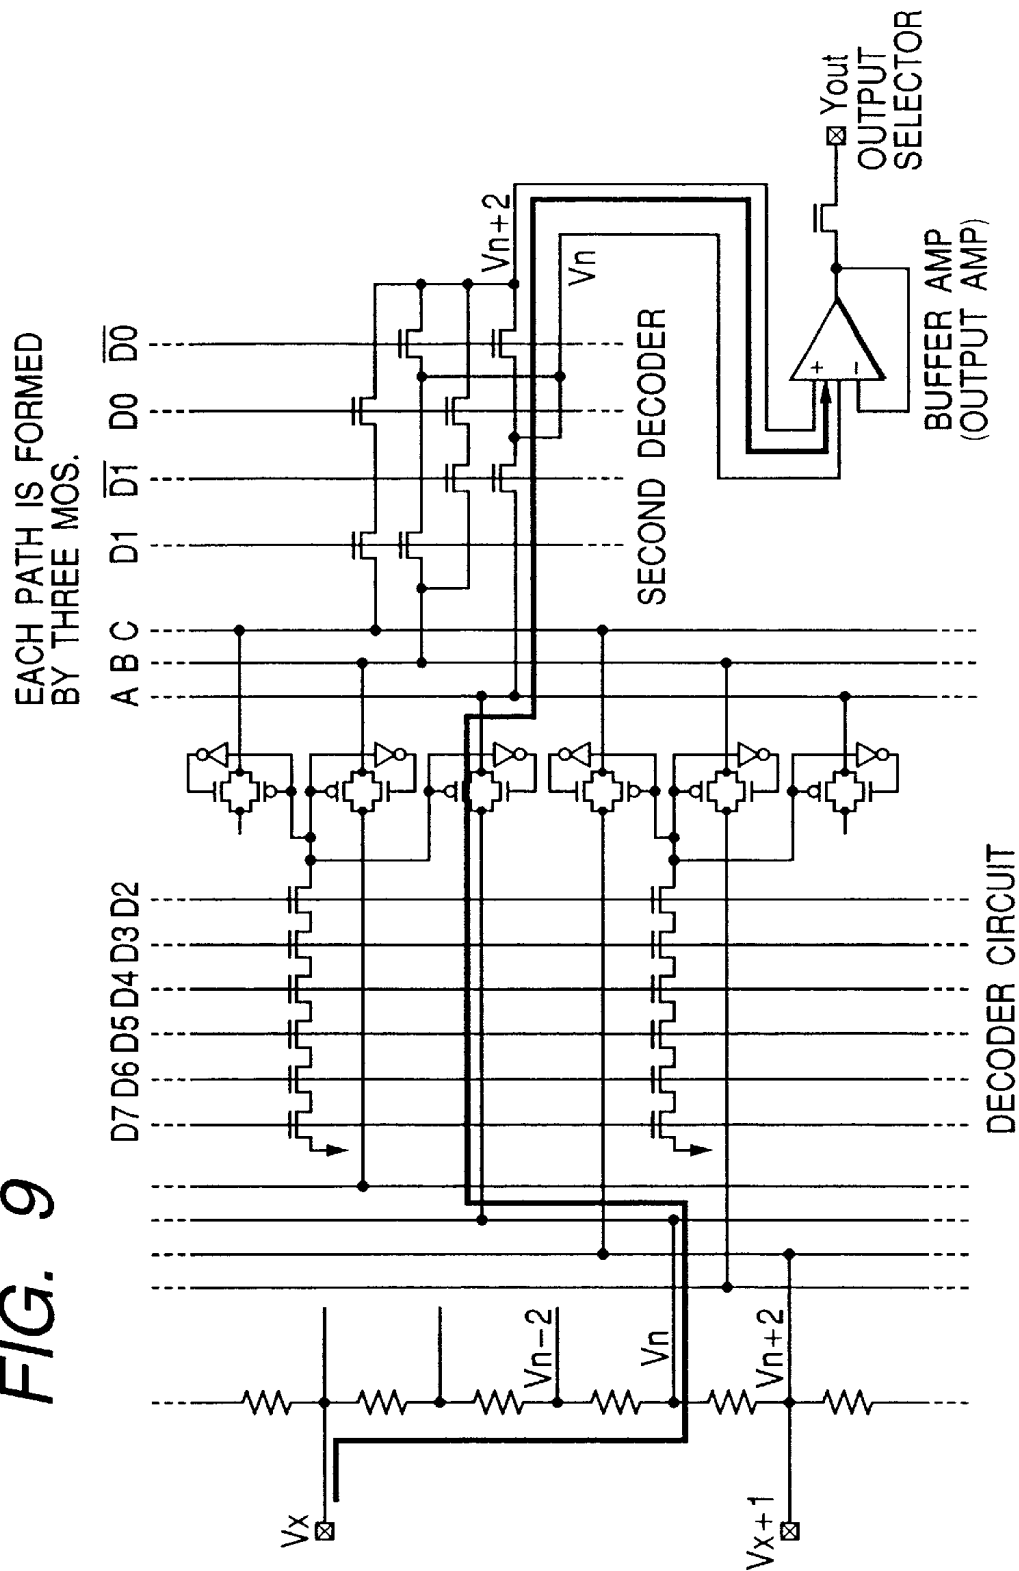 FIG. 9
EACH PATH IS FORMED
BY THREE MOS.
D7 D6 D5 D4 D3 D2
A B C
D1 D1 D0 D0
Vx
Vn-2
Vn
Vn+2
Vx+1
Vn+2
Vn
SECOND DECODER
DECODER CIRCUIT
+
-
BUFFER AMP
(OUTPUT AMP)
Yout
OUTPUT
SELECTOR